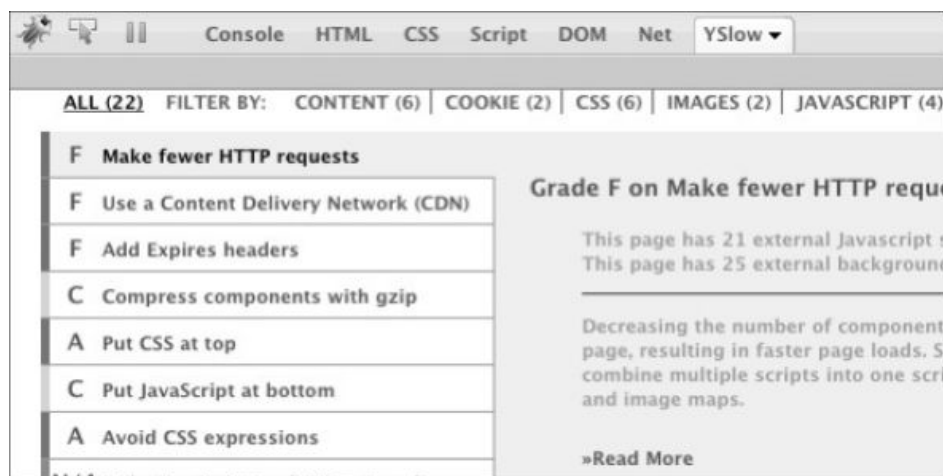 Console HTML CSS Script DOM Net YSlow
ALL (22) FILTER BY: CONTENT (6) | COOKIE (2) | CSS (6) | IMAGES (2) | JAVASCRIPT (4)
F Make fewer HTTP requests
F Use a Content Delivery Network (CDN)
F Add Expires headers
C Compress components with gzip
A Put CSS at top
C Put JavaScript at bottom
A Avoid CSS expressions
Grade F on Make fewer HTTP
This page has 21 external Javascript
This page has 25 external
Decreasing the number of
page, resulting in faster page loads.
combine multiple scripts into one
and image maps.
»Read More